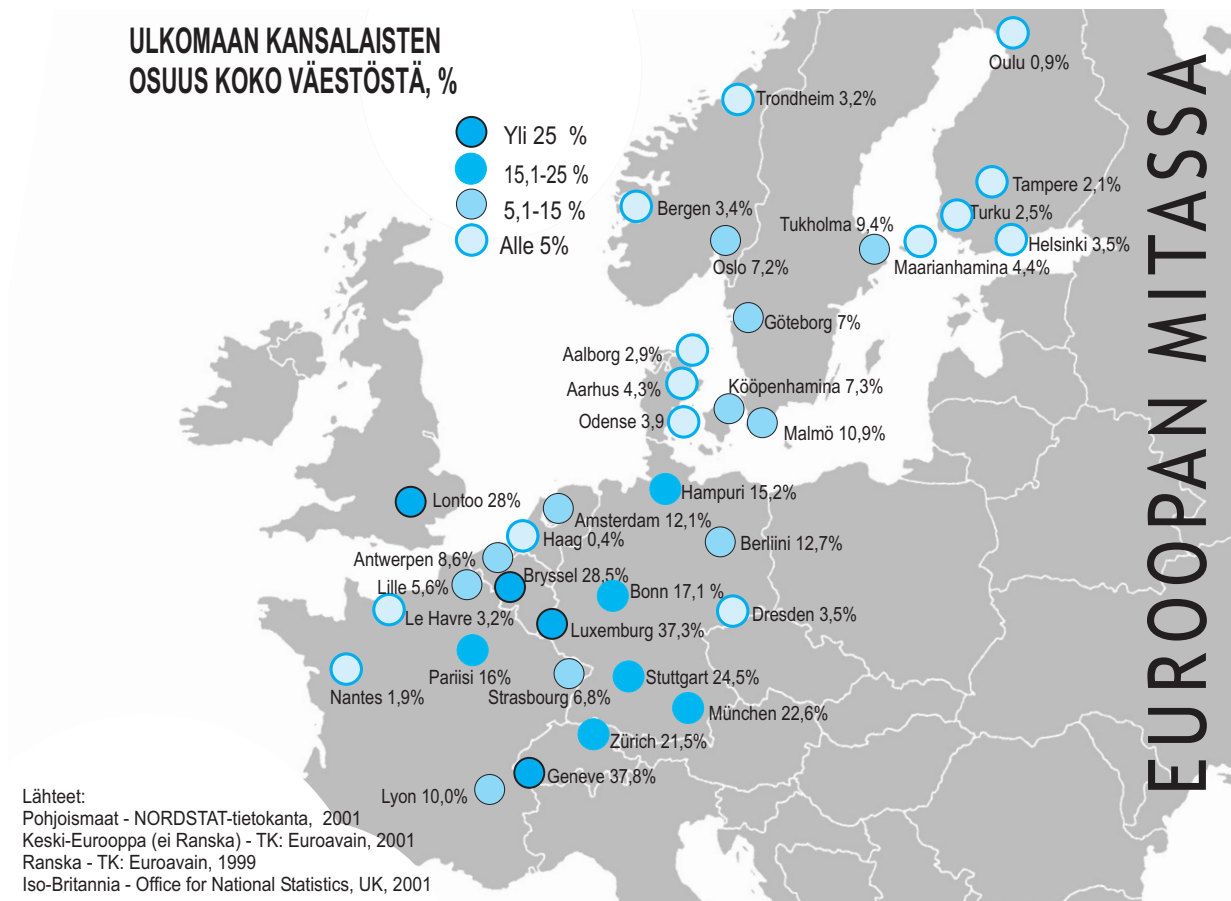 ULKOMAAN KANSALAISTEN
OSUUS KOKO VÄESTÖSTÄ, %
Yli 25 %
15,1-25 %
5,1-15 %
Alle 5%
EUROOPAN MITASSA
Oulu 0,9%
Trondheim 3,2%
Tampere 2,1%
Bergen 3,4%
Turku 2,5%
Tukholma 9,4%
Helsinki 3,5%
Oslo 7,2%
Maarianhamina 4,4%
Göteborg 7%
Aalborg 2,9%
Aarhus 4,3%
Kööpenhamina 7,3%
Odense 3,9
Malmö 10,9%
Hampuri 15,2%
Lontoo 28%
Amsterdam 12,1%
Haag 0,4%
Berliini 12,7%
Antwerpen 8,6%
Bryssel 28,5%
Lille 5,6%
Bonn 17,1 %
Le Havre 3,2%
Dresden 3,5%
Luxemburg 37,3%
Pariisi 16%
Stuttgart 24,5%
Strasbourg 6,8%
Nantes 1,9%
München 22,6%
Zürich 21,5%
Geneve 37,8%
Lyon 10,0%
Lähteet:
Pohjoismaat - NORDSTAT-tietokanta, 2001
Keski-Eurooppa (ei Ranska) - TK: Euroavain, 2001
Ranska - TK: Euroavain, 1999
Iso-Britannia - Office for National Statistics, UK, 2001